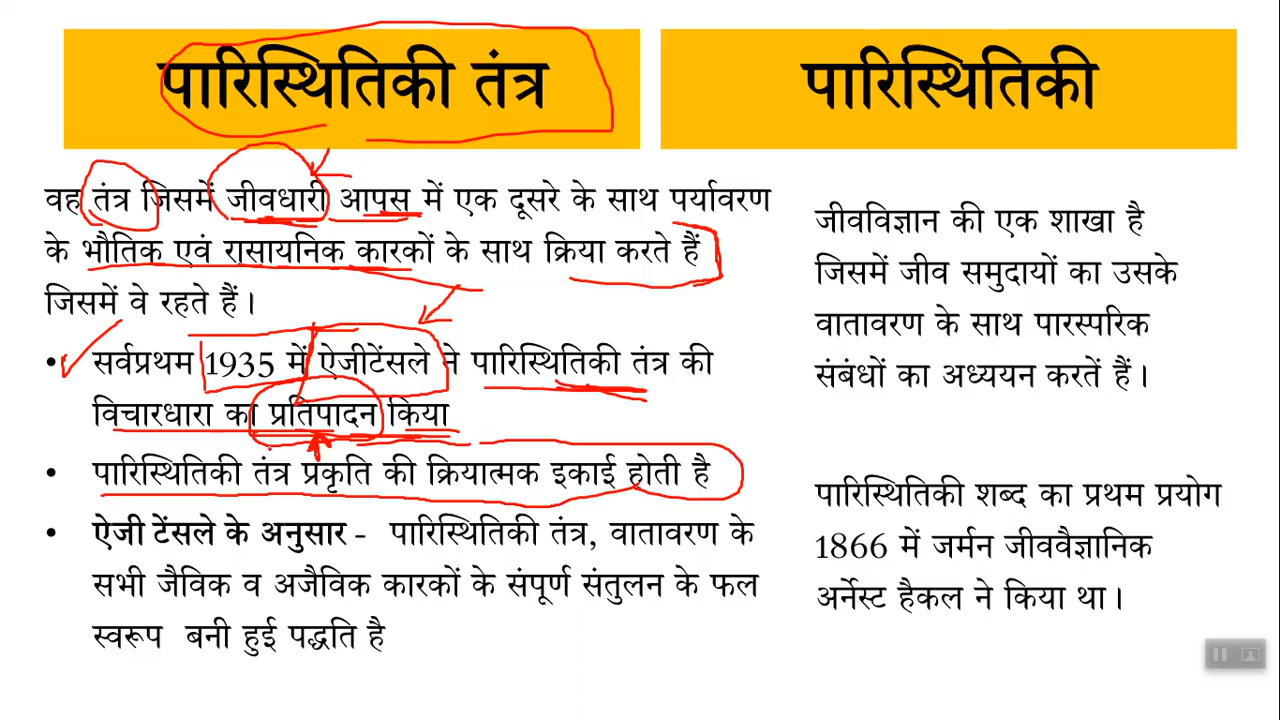 पारिस्थितिकी तंत्र
वह तंत्र जिसमें जीवधारी आपस में एक दूसरे के साथ पर्यावरण
के भौतिक एवं रासायनिक कारकों के साथ क्रिया करते हैं
जिसमें वे रहते हैं।
• सर्वप्रथम 1935 में ऐजीटेंसले ने पारिस्थितिकी तंत्र की
विचारधारा का प्रतिपादन किया
• पारिस्थितिकी तंत्र प्रकृति की क्रियात्मक इकाई होती है
• ऐजी टेंसले के अनुसार - पारिस्थितिकी तंत्र, वातावरण के
सभी जैविक व अजैविक कारकों के संपूर्ण संतुलन के फल
स्वरूप बनी हुई पद्धति है
पारिस्थितिकी
जीवविज्ञान की एक शाखा है
जिसमें जीव समुदायों का उसके
वातावरण के साथ पारस्परिक
संबंधों का अध्ययन करतें हैं।
पारिस्थितिकी शब्द का प्रथम प्रयोग
1866 में जर्मन जीववैज्ञानिक
अर्नेस्ट हैकल ने किया था।